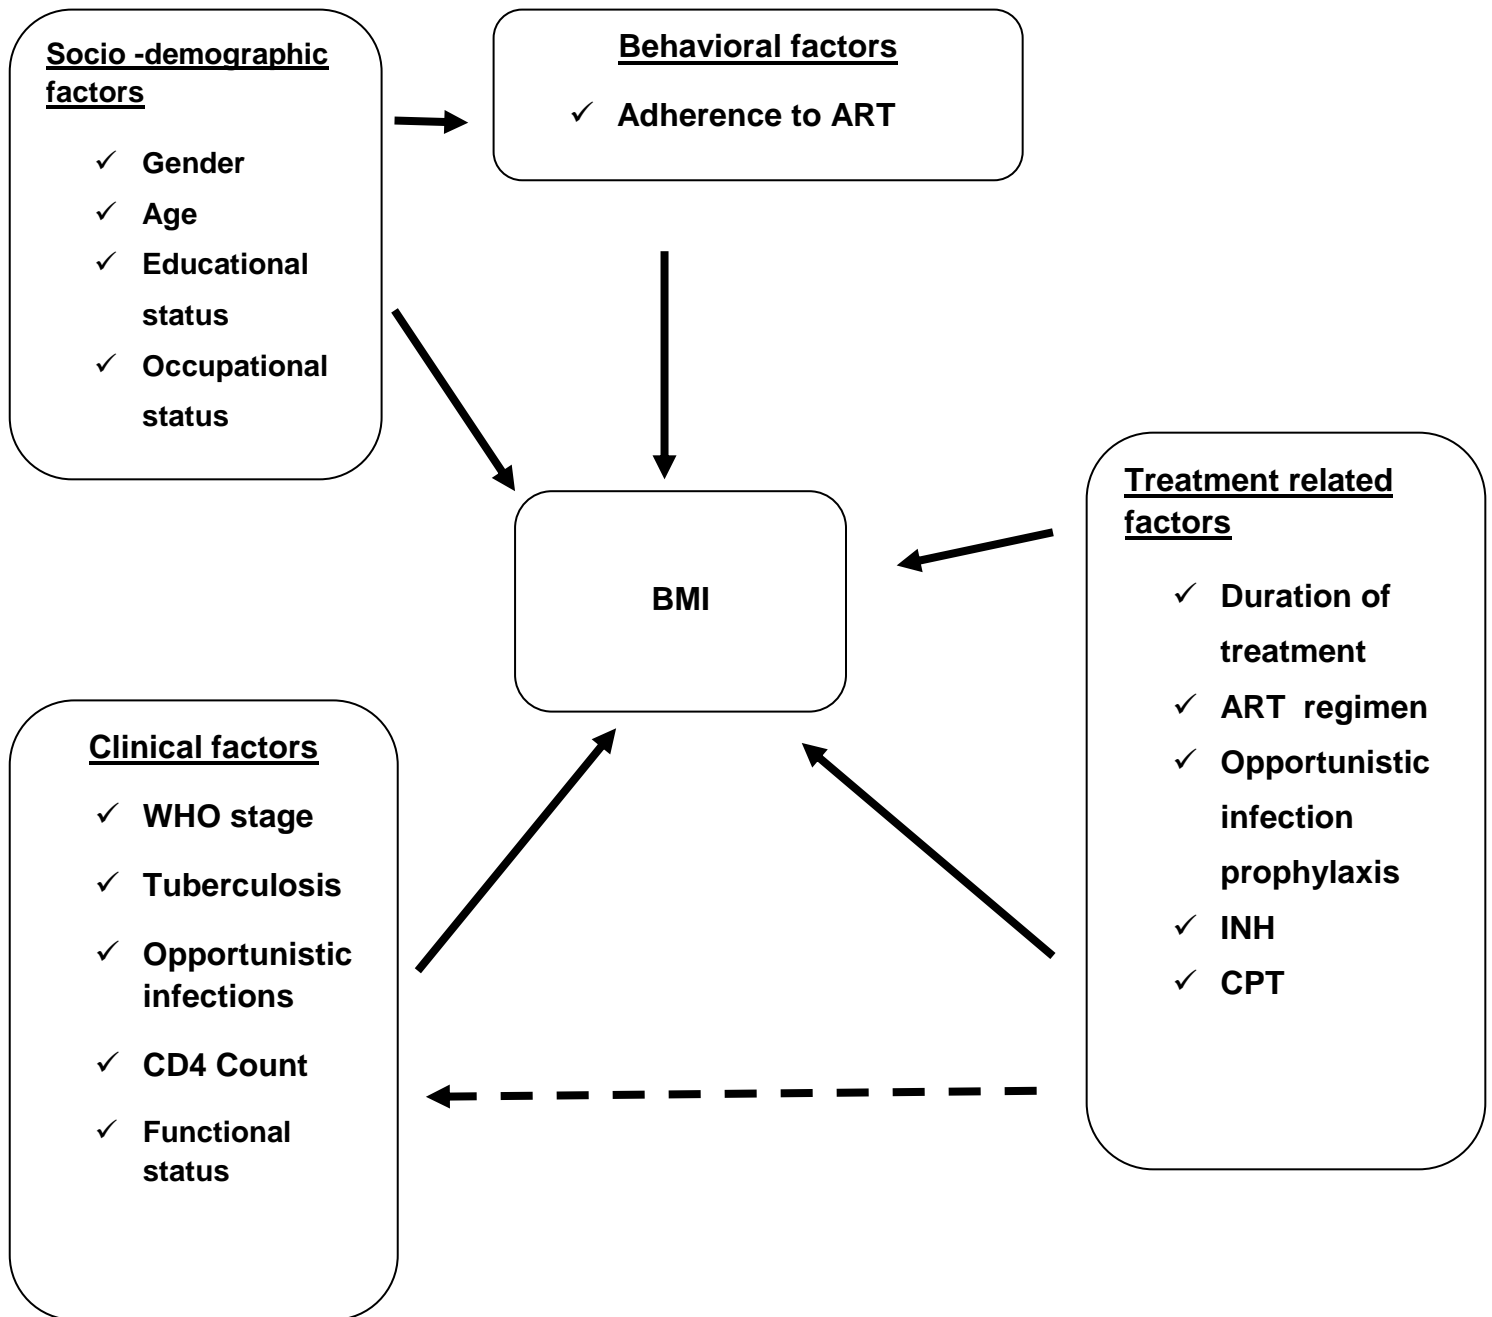 Socio -demographic
factors
✓ Gender
✓ Age
✓ Educational
status
✓ Occupational
status
Behavioral factors
✓ Adherence to ART
BMI
Treatment related
factors
✓ Duration of
treatment
✓ ART regimen
✓ Opportunistic
infection
prophylaxis
✓ INH
✓ CPT
Clinical factors
✓ WHO stage
✓ Tuberculosis
✓ Opportunistic
infections
✓ CD4 Count
✓ Functional
status